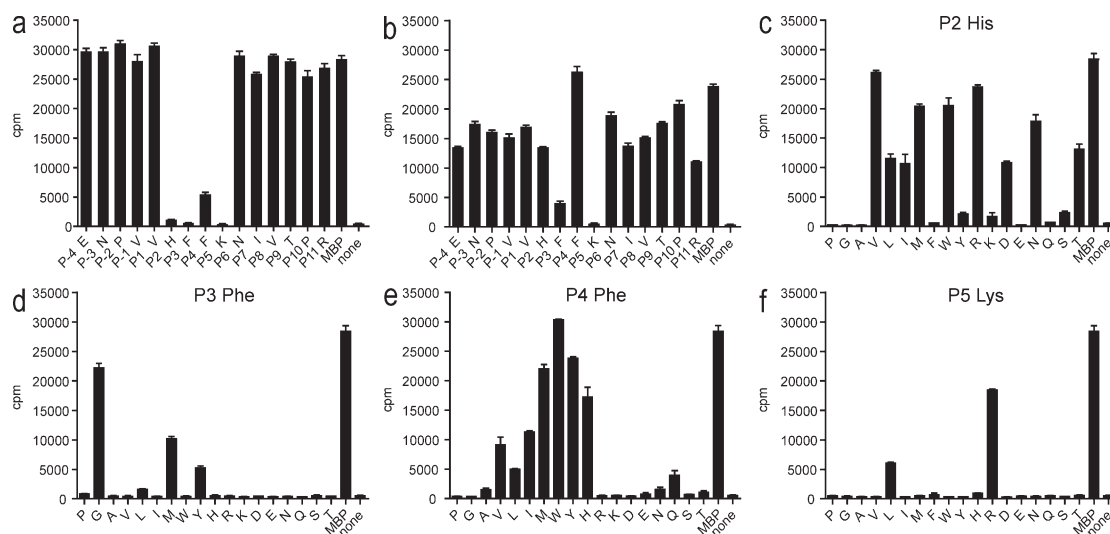 a
35000
30000
25000
20000
15000
10000
5000
0
cpm
P-4 E
P-3 N
P-2 P
P-1 V
P1 V
P2 H
P3 F
P4 F
P5 K
P6 N
P7 I
P8 V
P9 T
P10 P
P11 R
MBP
none
b
35000
30000
25000
20000
15000
10000
5000
0
cpm
P-4 E
P-3 N
P-2 P
P-1 V
P1 V
P2 H
P3 F
P4 F
P5 K
P6 N
P7 I
P8 V
P9 T
P10 P
P11 R
MBP
none
c
P2 His
35000
30000
25000
20000
15000
10000
5000
0
cpm
P
G
A
V
L
I
M
F
W
Y
R
K
D
E
N
Q
S
T
MBP
none
d
P3 Phe
35000
30000
25000
20000
15000
10000
5000
0
cpm
P
G
A
V
L
I
M
W
Y
H
R
K
D
E
N
Q
S
T
MBP
none
e
P4 Phe
35000
30000
25000
20000
15000
10000
5000
0
cpm
P
G
A
V
L
I
M
W
Y
H
R
K
D
E
N
Q
S
T
MBP
none
f
P5 Lys
35000
30000
25000
20000
15000
10000
5000
0
cpm
P
G
A
V
L
I
M
F
W
Y
H
R
D
E
N
Q
S
T
MBP
none